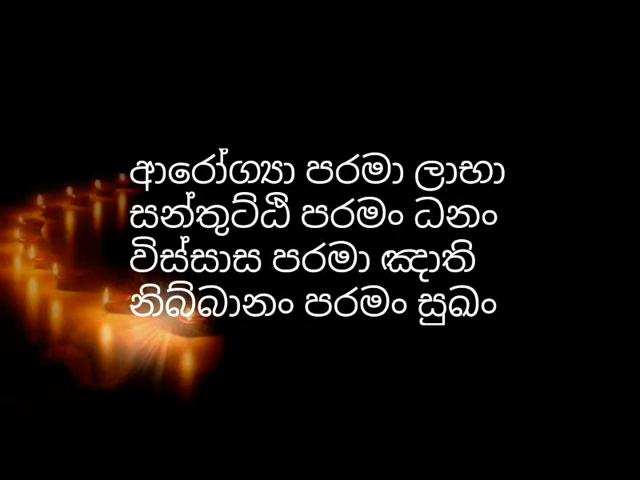 ආරෝග්‍යා පරමා ලාභා
සන්තුට්ඨි පරමං ධනං
විස්සාස පරමා ඤාති
නිබ්බානං පරමං සුඛං